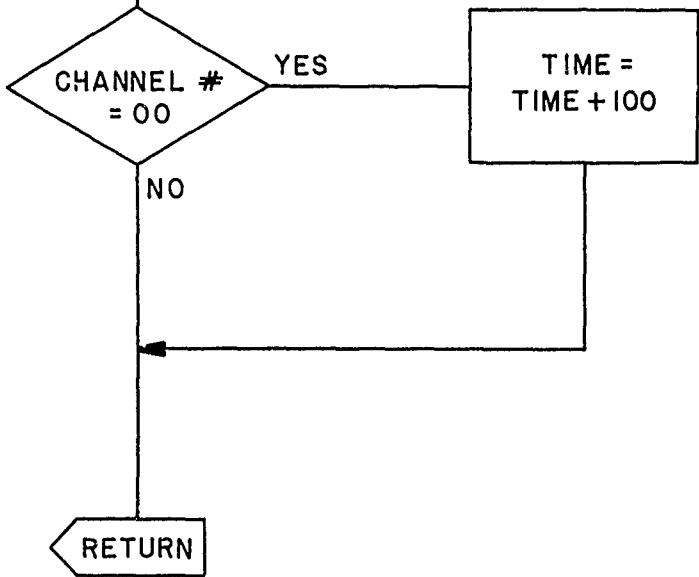 CHANNEL #
= 00
YES
TIME =
TIME + 100
NO
RETURN